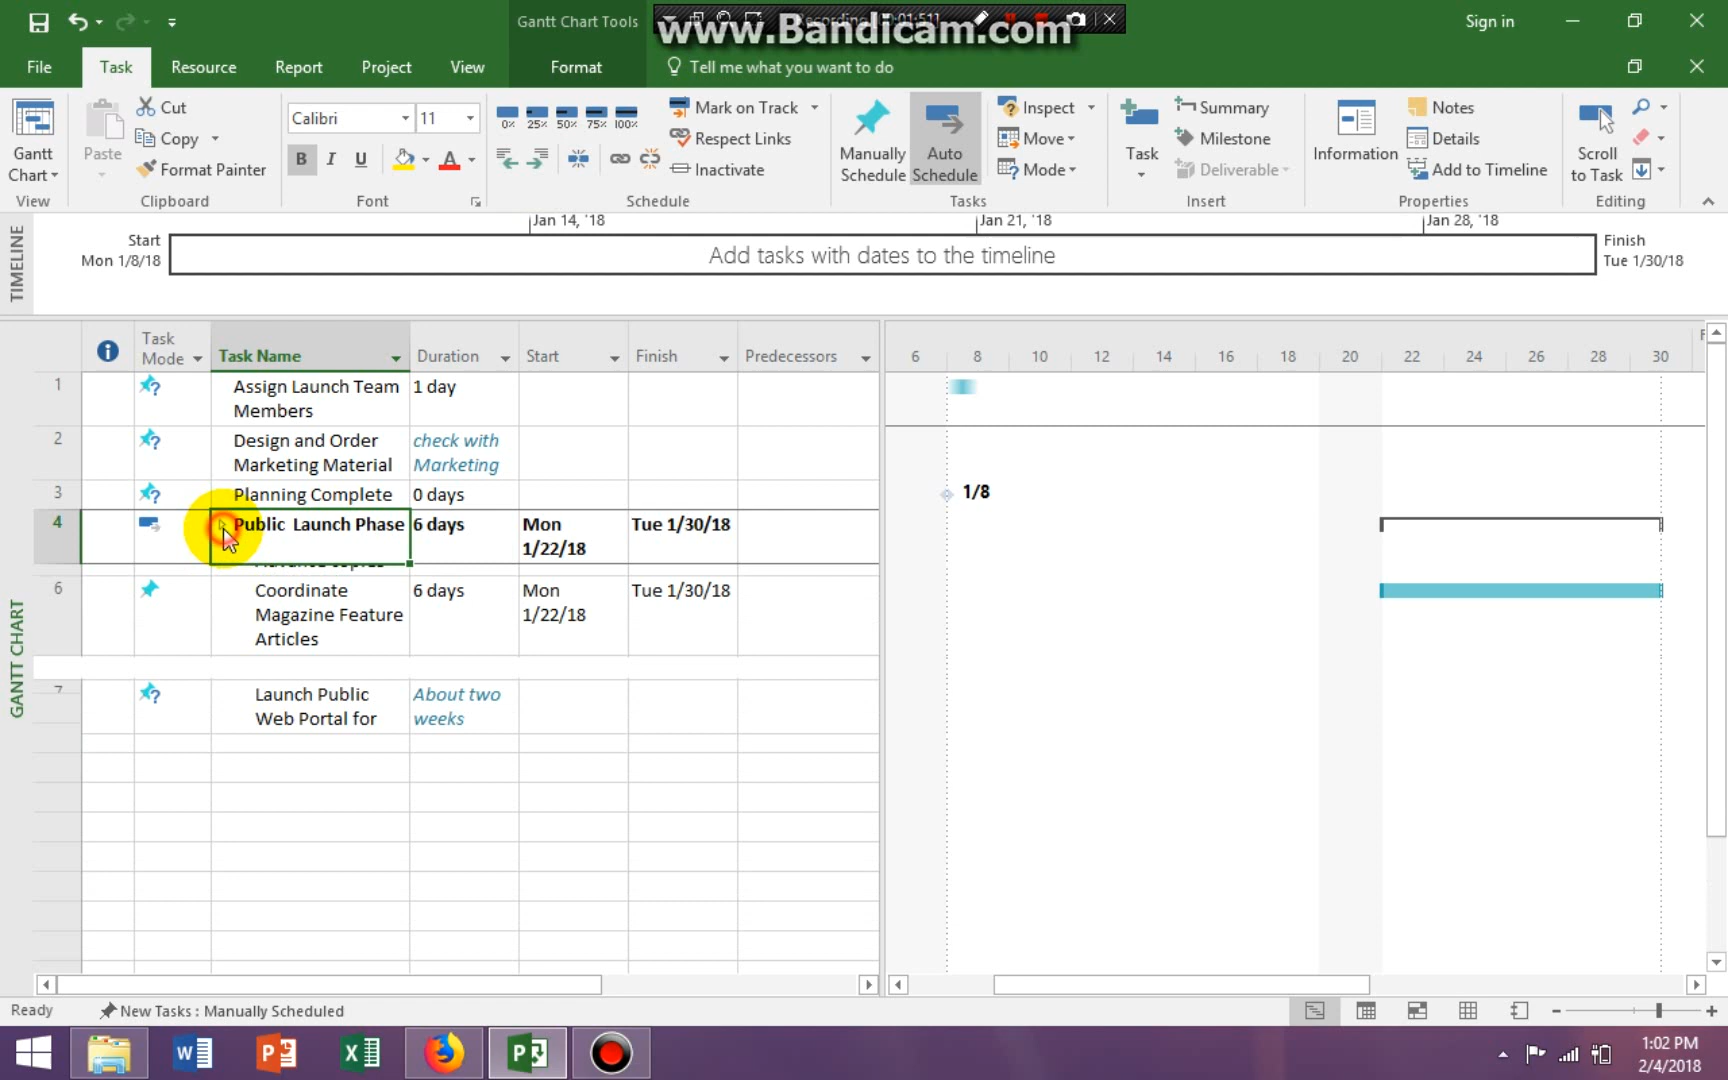 Gantt Chart Tools
www.Bandicam.com
Sign in
File
Task
Resource
Report
Project
View
Format
Tell me what you want to do
Gantt
Chart
View
Paste
Cut
Copy
Format Painter
Clipboard
Calibri
11
B I U
A
Font
0% 25% 50% 75% 100%
Mark on Track
Respect Links
Inactivate
Schedule
Manually
Schedule
Auto
Schedule
Inspect
Move
Mode
Tasks
Task
Summary
Milestone
Deliverable
Insert
Information
Notes
Details
Add to Timeline
Properties
Scroll
to Task
Editing
TIMELINE
Jan 14, '18
Jan 21, '18
Jan 28, '18
Start
Mon 1/8/18
Add tasks with dates to the timeline
Finish
Tue 1/30/18
Task
Mode
Task Name
Duration
Start
Finish
Predecessors
6 8 10 12 14 16 18 20 22 24 26 28 30
1
Assign Launch Team
Members
1 day
2
Design and Order
Marketing Material
check with
Marketing
3
Planning Complete
0 days
1/8
4
Public Launch Phase
6 days
Mon
1/22/18
Tue 1/30/18
6
Coordinate
Magazine Feature
Articles
6 days
Mon
1/22/18
Tue 1/30/18
7
Launch Public
Web Portal for
About two
weeks
GANTT CHART
Ready
New Tasks : Manually Scheduled
1:02 PM
2/4/2018